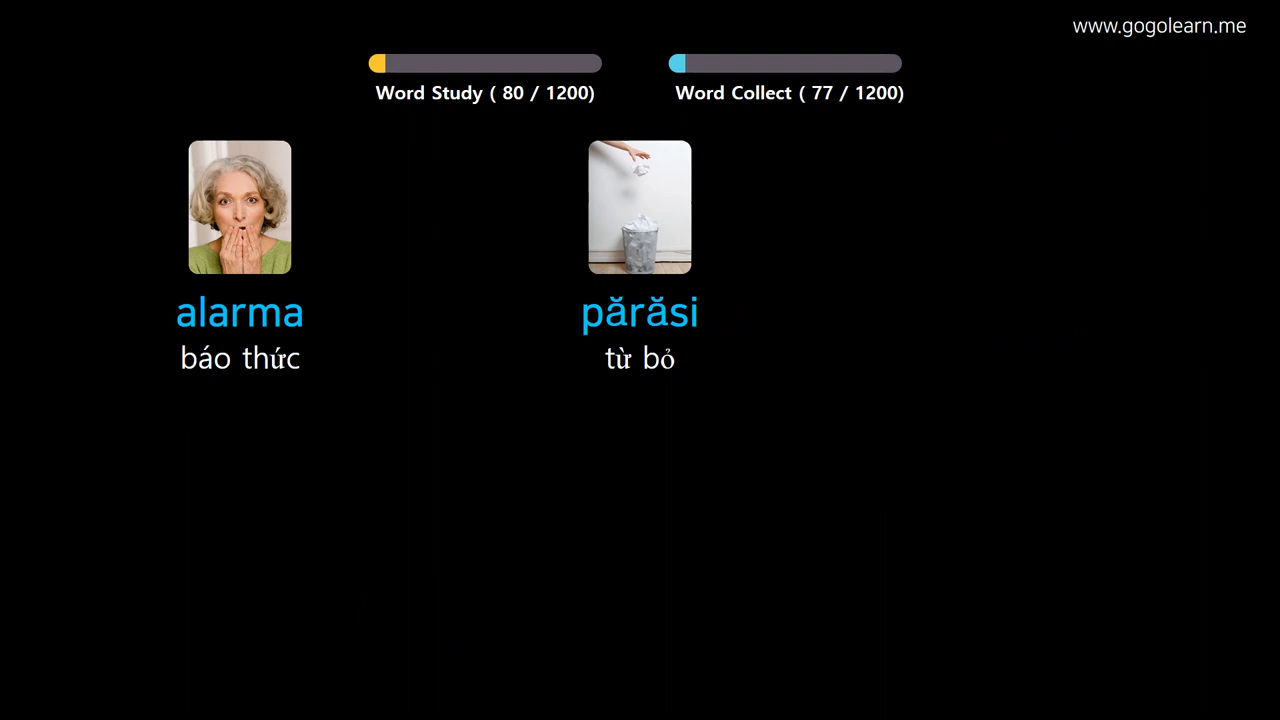 www.gogolearn.me
Word Study ( 80 / 1200)
Word Collect ( 77 / 1200)
alarma
părăsi
báo thức
từ bỏ